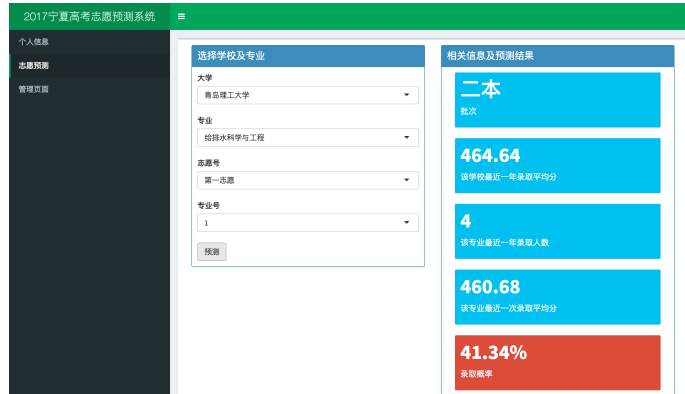 2017宁夏高考志愿预测系统
个人信息
志愿预测
管理页面
选择学校及专业
大学
青岛理工大学
专业
给排水科学与工程
志愿号
第一志愿
专业号
1
预测
相关信息及预测结果
二本
批次
464.64
该学校最近一年录取平均分
4
该专业最近一年录取人数
460.68
该专业最近一次录取平均分
41.34%
录取概率